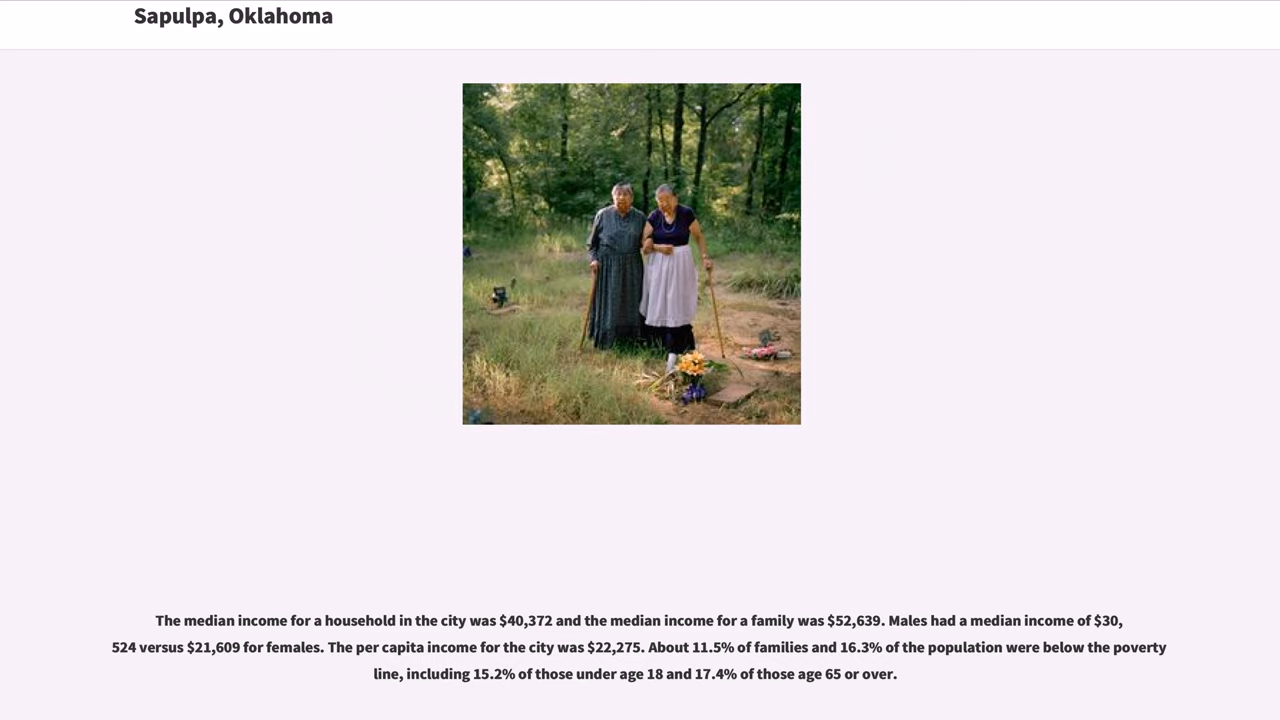 Sapulpa, Oklahoma
The median income for a household in the city was $40,372 and the median income for a family was $52,639. Males had a median income of $30,
524 versus $21,609 for females. The per capita income for the city was $22,275. About 11.5% of families and 16.3% of the population were below the poverty
line, including 15.2% of those under age 18 and 17.4% of those age 65 or over.